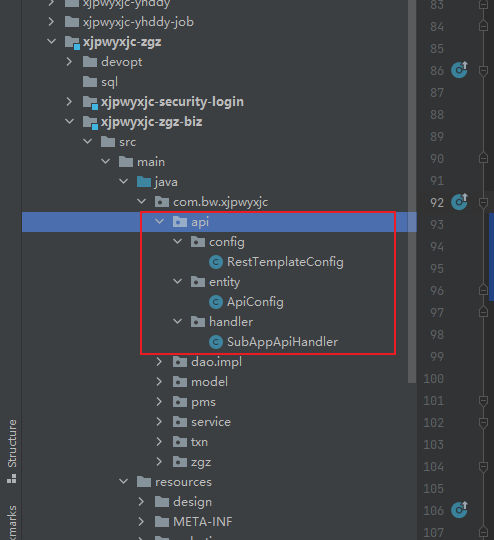 xjpwyxjc-yhddy
xjpwyxjc-yhddy-job
xjpwyxjc-zgz
devopt
sql
xjpwyxjc-security-login
xjpwyxjc-zgz-biz
src
main
java
com.bw.xjpwyxjc
api
config
RestTemplateConfig
entity
ApiConfig
handler
SubAppApiHandler
dao.impl
model
pms
service
txn
zgz
resources
design
META-INF
Structure
83
84
85
86
87
88
89
90
91
92
93
94
95
96
97
98
99
100
101
102
103
104
105
106
107